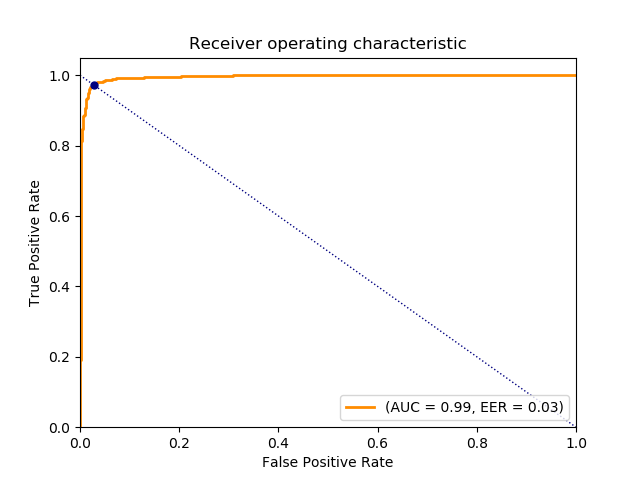 Receiver operating characteristic
True Positive Rate
1.0
0.8
0.6
0.4
0.2
0.0
(AUC = 0.99, EER = 0.03)
0.0 0.2 0.4 0.6 0.8 1.0
False Positive Rate